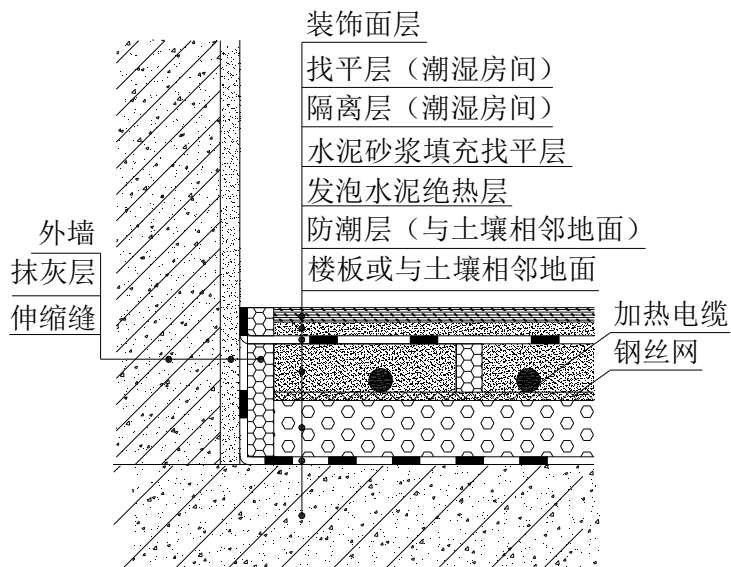 装饰面层
找平层（潮湿房间）
隔离层（潮湿房间）
水泥砂浆填充找平层
发泡水泥绝热层
防潮层（与土壤相邻地面）
楼板或与土壤相邻地面
外墙
抹灰层
伸缩缝
加热电缆
钢丝网